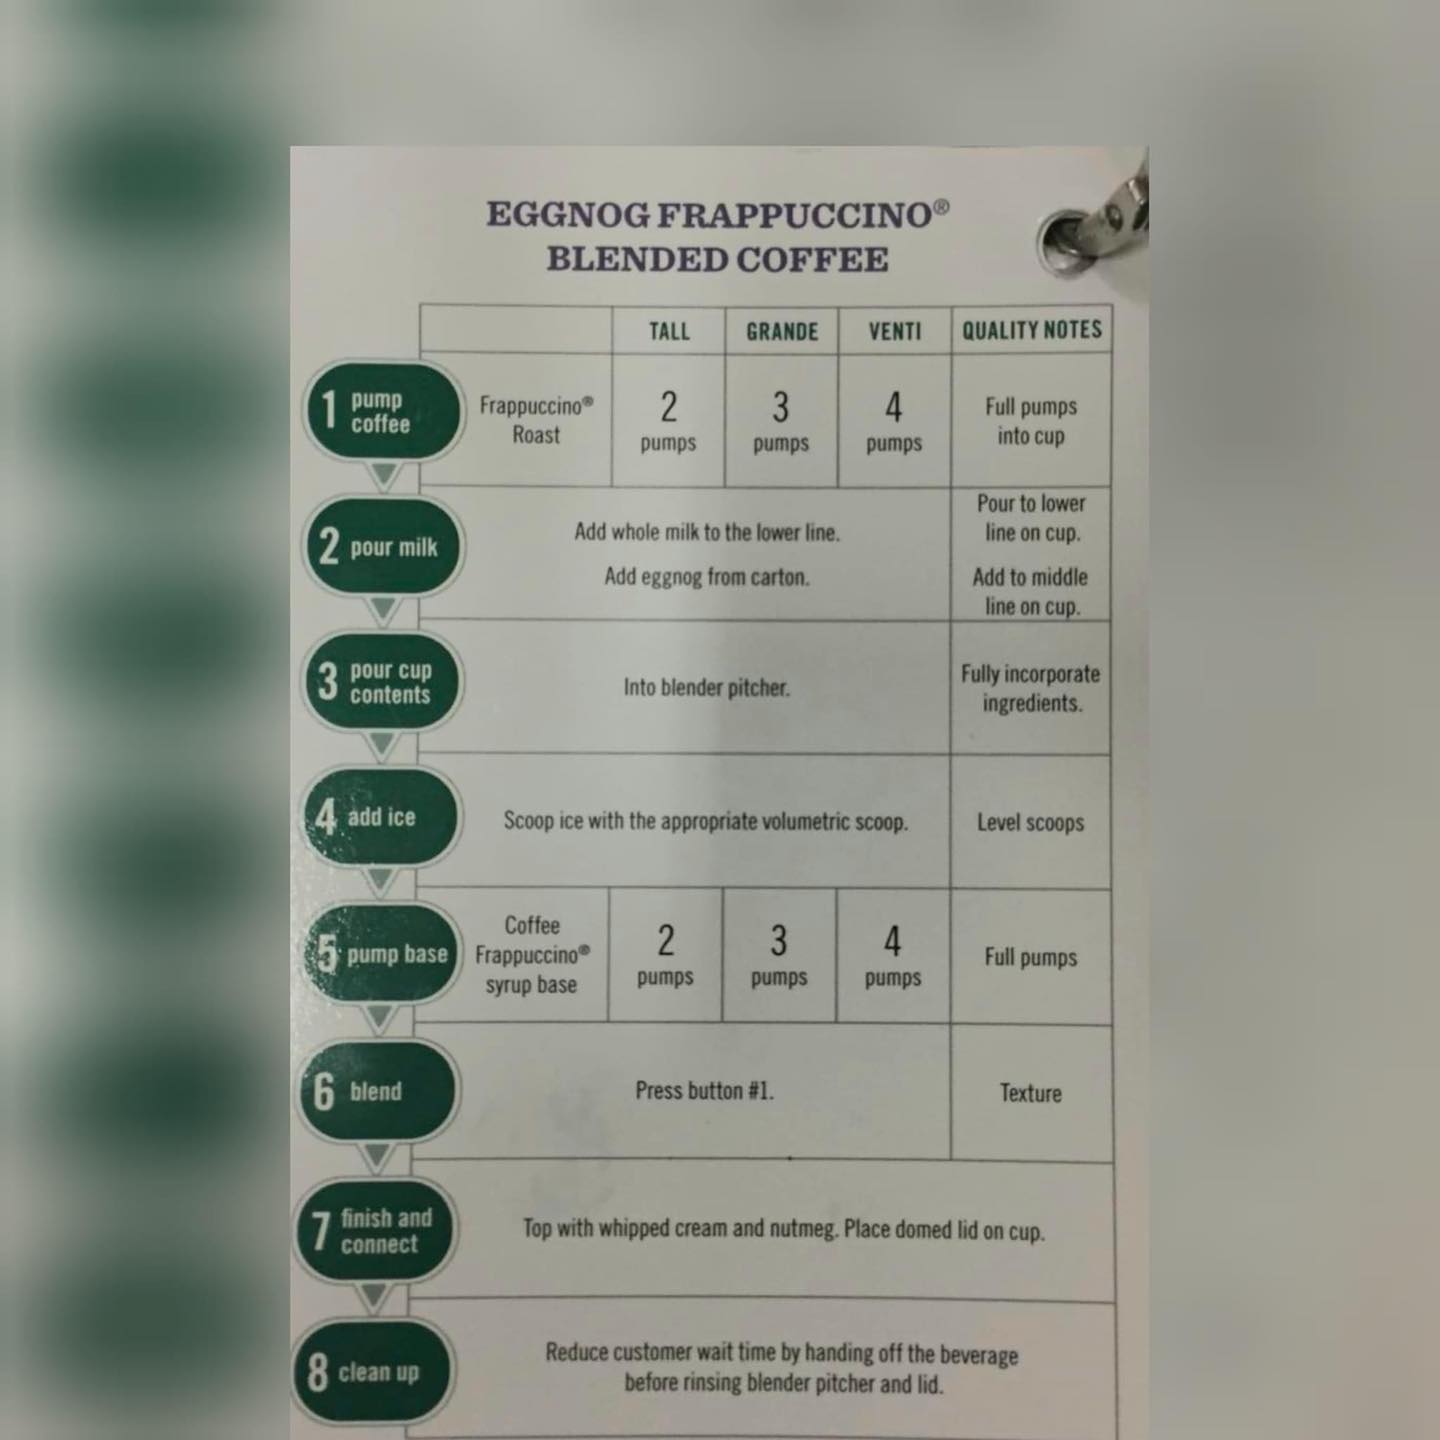 EGGNOG FRAPPUCCINO®
BLENDED COFFEE
TALL GRANDE VENTI QUALITY NOTES
1 pump
coffee
Frappuccino®
Roast
2
pumps
3
pumps
4
pumps
Full pumps
into cup
2 pour milk
Add whole milk to the lower line.
Add eggnog from carton.
Pour to lower
line on cup.
Add to middle
line on cup.
3 pour cup
contents
Into blender pitcher.
Fully incorporate
ingredients.
4 add ice
Scoop ice with the appropriate volumetric scoop.
Level scoops
5 pump base
Coffee
Frappuccino®
syrup base
2
pumps
3
pumps
4
pumps
Full pumps
6 blend
Press button #1.
Texture
7 finish and
connect
Top with whipped cream and nutmeg. Place domed lid on cup.
8 clean up
Reduce customer wait time by handing off the beverage
before rinsing blender pitcher and lid.